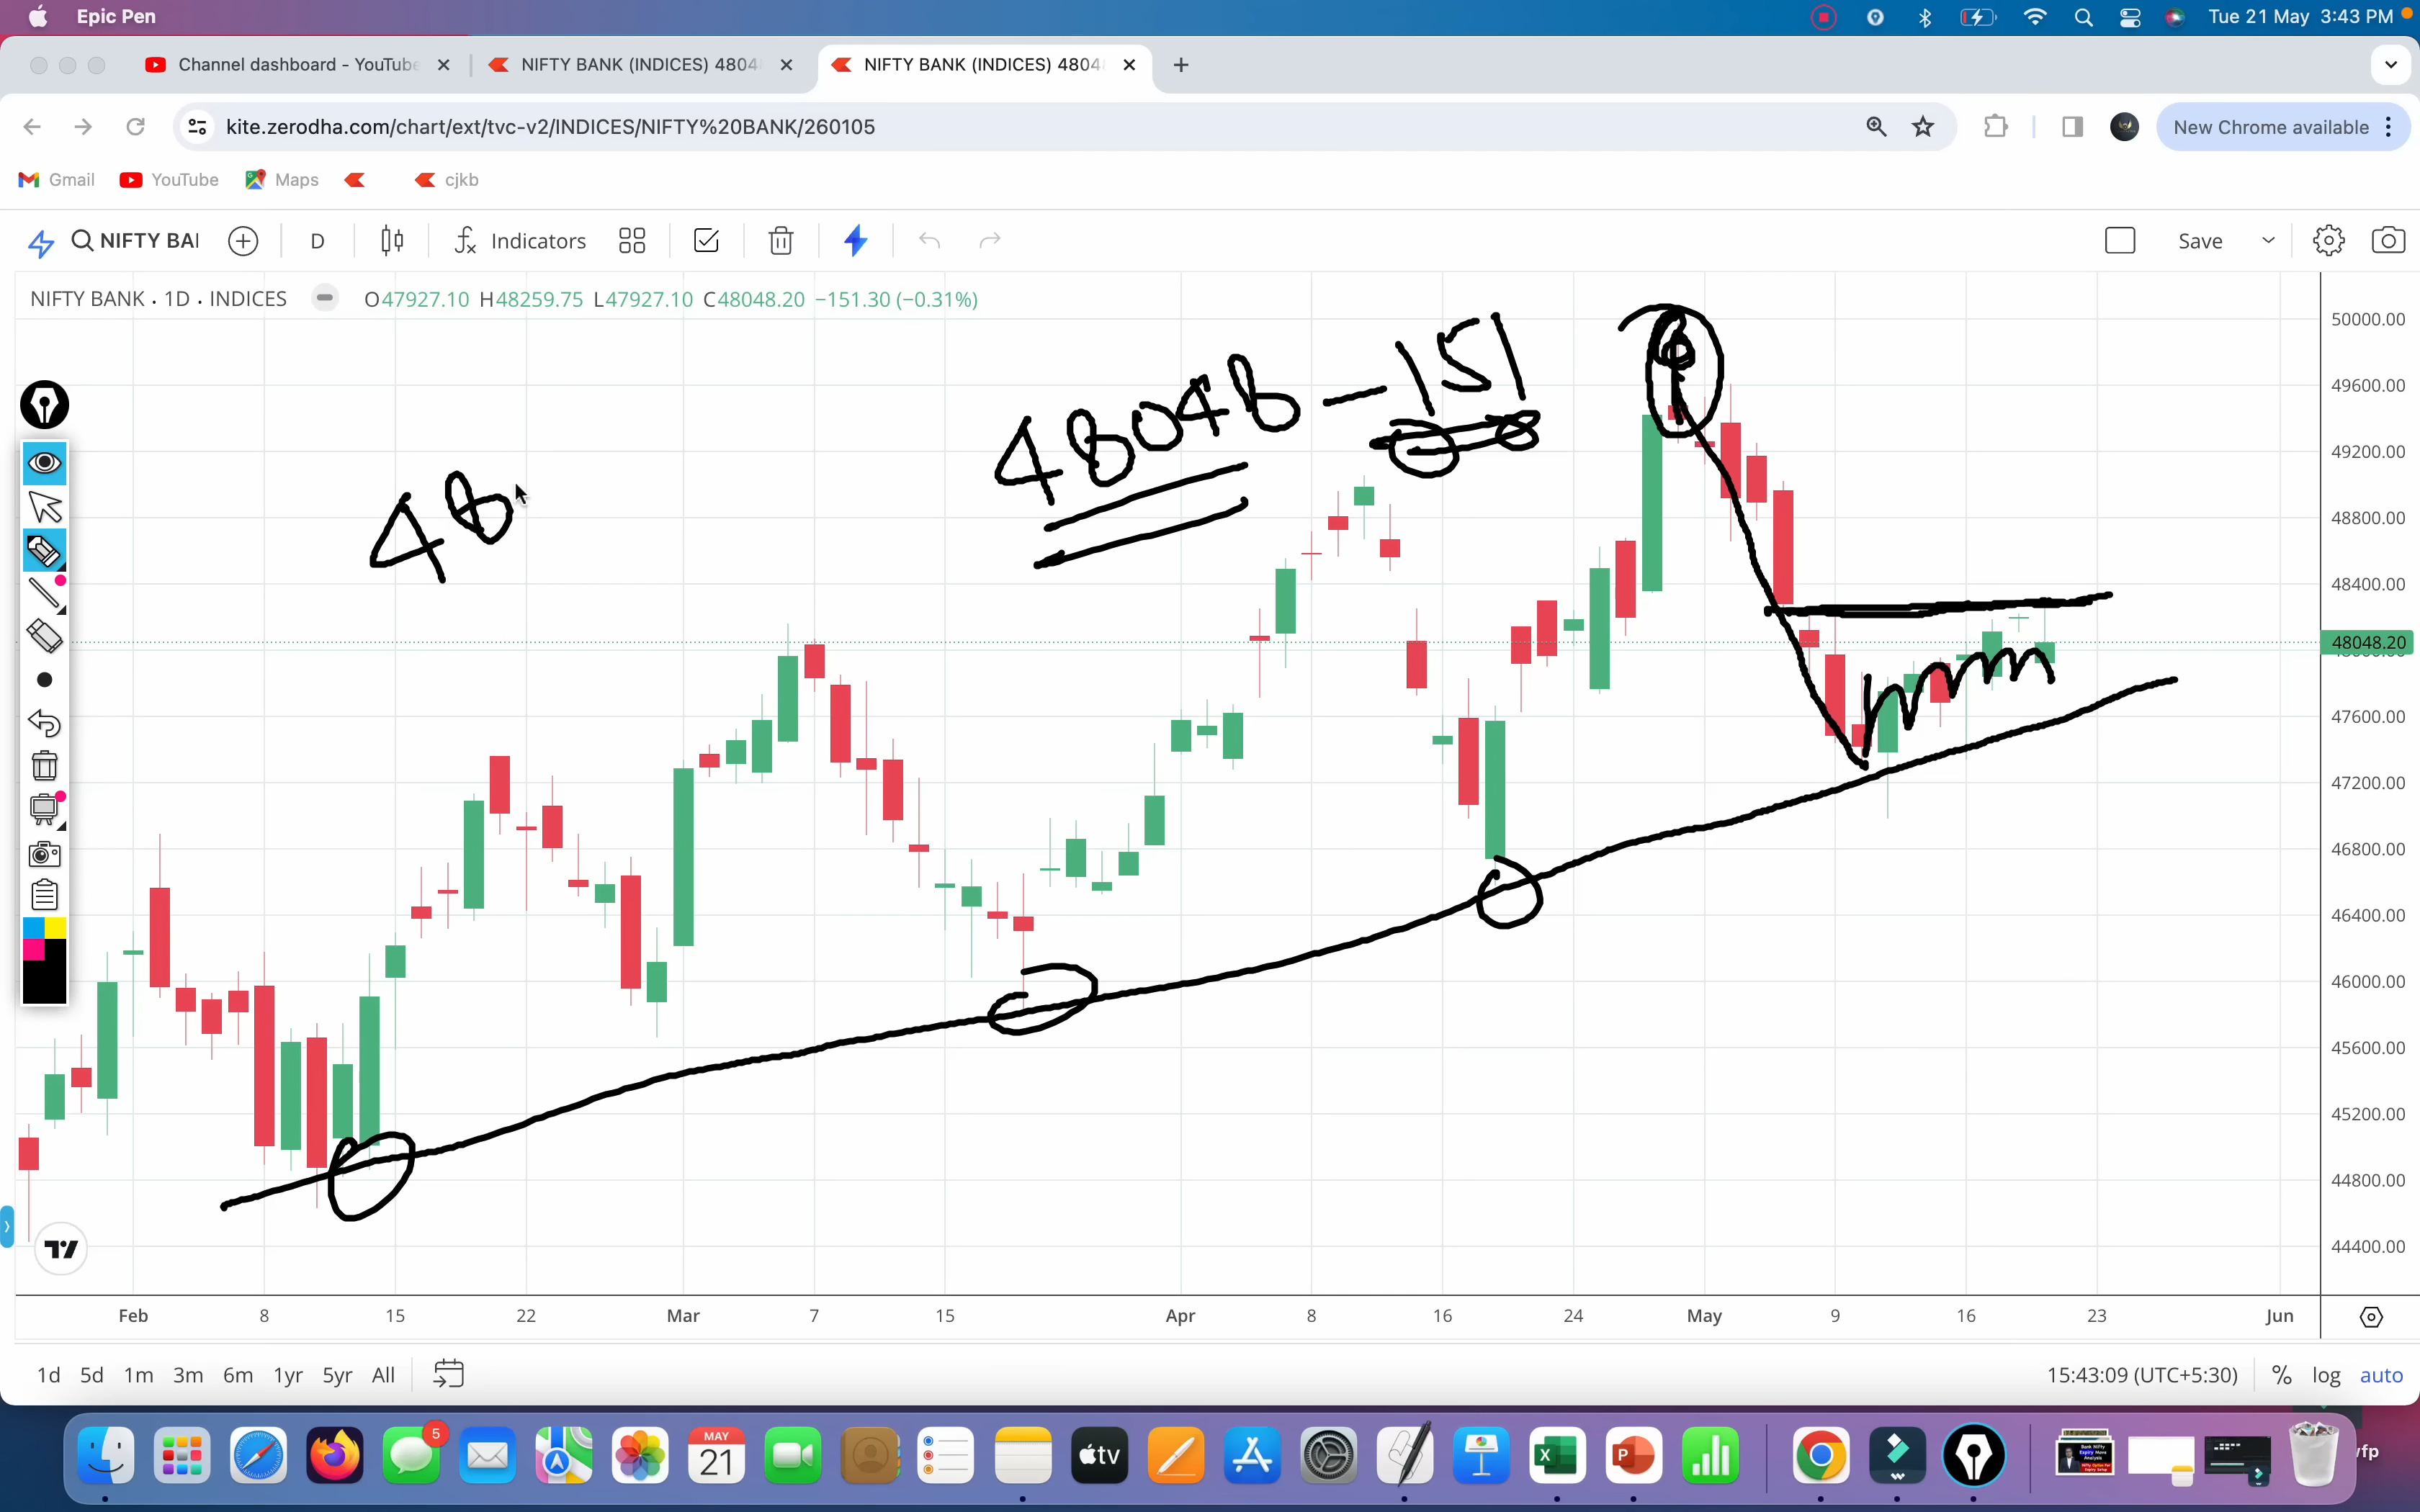 Epic Pen
Tue 21 May 3:43 PM
Channel dashboard - YouTube
NIFTY BANK (INDICES) 4804
NIFTY BANK (INDICES) 4804
kite.zerodha.com/chart/ext/tvc-v2/INDICES/NIFTY%20BANK/260105
New Chrome available
Gmail YouTube Maps cjkb
NIFTY BA D Indicators Save
NIFTY BANK · 1D · INDICES O47927.10 H48259.75 L47927.10 C48048.20 −151.30 (−0.31%)
48048-151
48
50000.00
49600.00
49200.00
48800.00
48400.00
48048.20
47600.00
47200.00
46800.00
46400.00
46000.00
45600.00
45200.00
44800.00
44400.00
Feb 8 15 22 Mar 7 15 Apr 8 16 24 May 9 16 23 Jun
1d 5d 1m 3m 6m 1yr 5yr All
15:43:09 (UTC+5:30) % log auto
5
MAY
21
tv